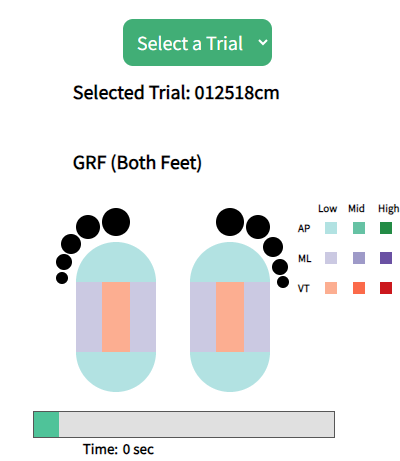 Select a Trial
Selected Trial: 012518cm
GRF (Both Feet)
Low Mid High
AP
ML
VT
Time: 0 sec